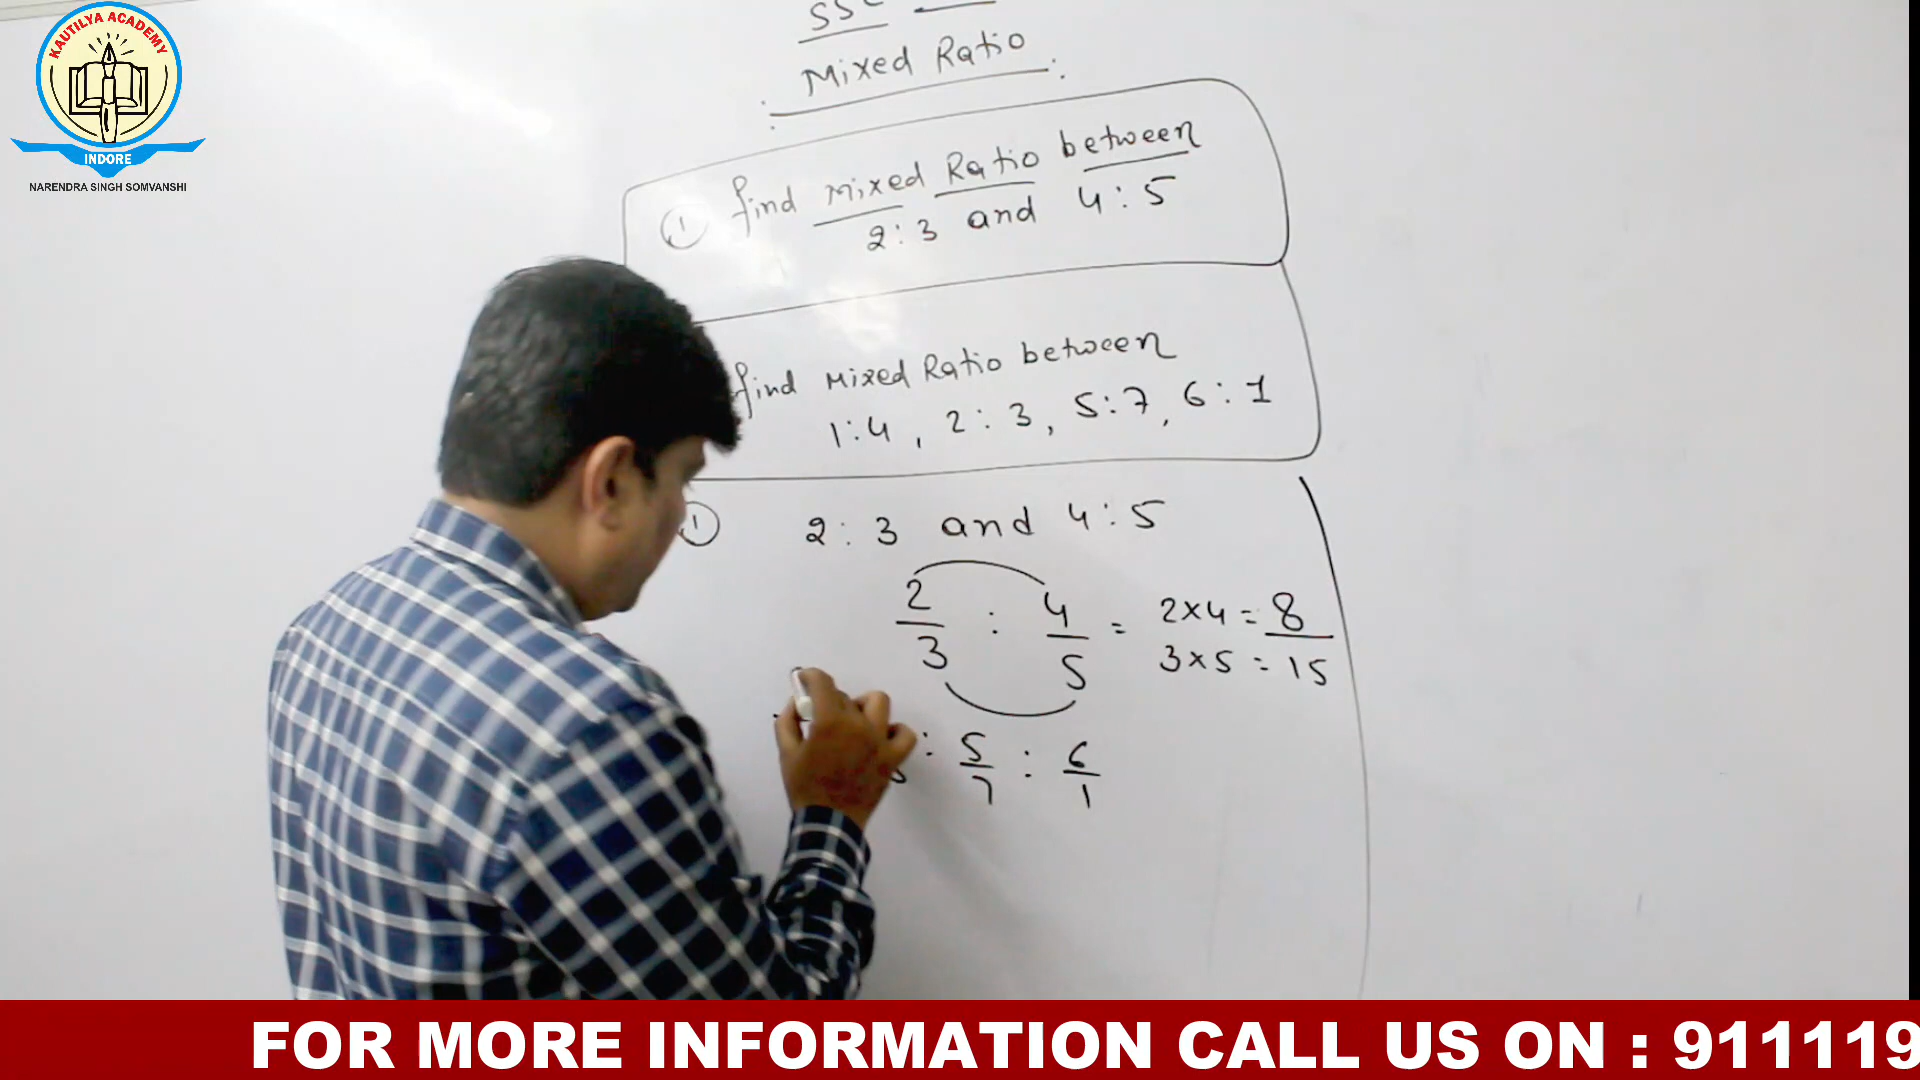 KAUTILYA ACADEMY
INDORE
NARENDRA SINGH SOMVANSHI
SSC
Mixed Ratio
① find Mixed Ratio between
2:3 and 4:5
find Mixed Ratio between
1:4, 2:3, 5:7, 6:1
① 2:3 and 4:5
2/3 : 4/5 = 2×4 = 8
3×5 = 15
: 5/7 : 6/1
FOR MORE INFORMATION CALL US ON : 911119